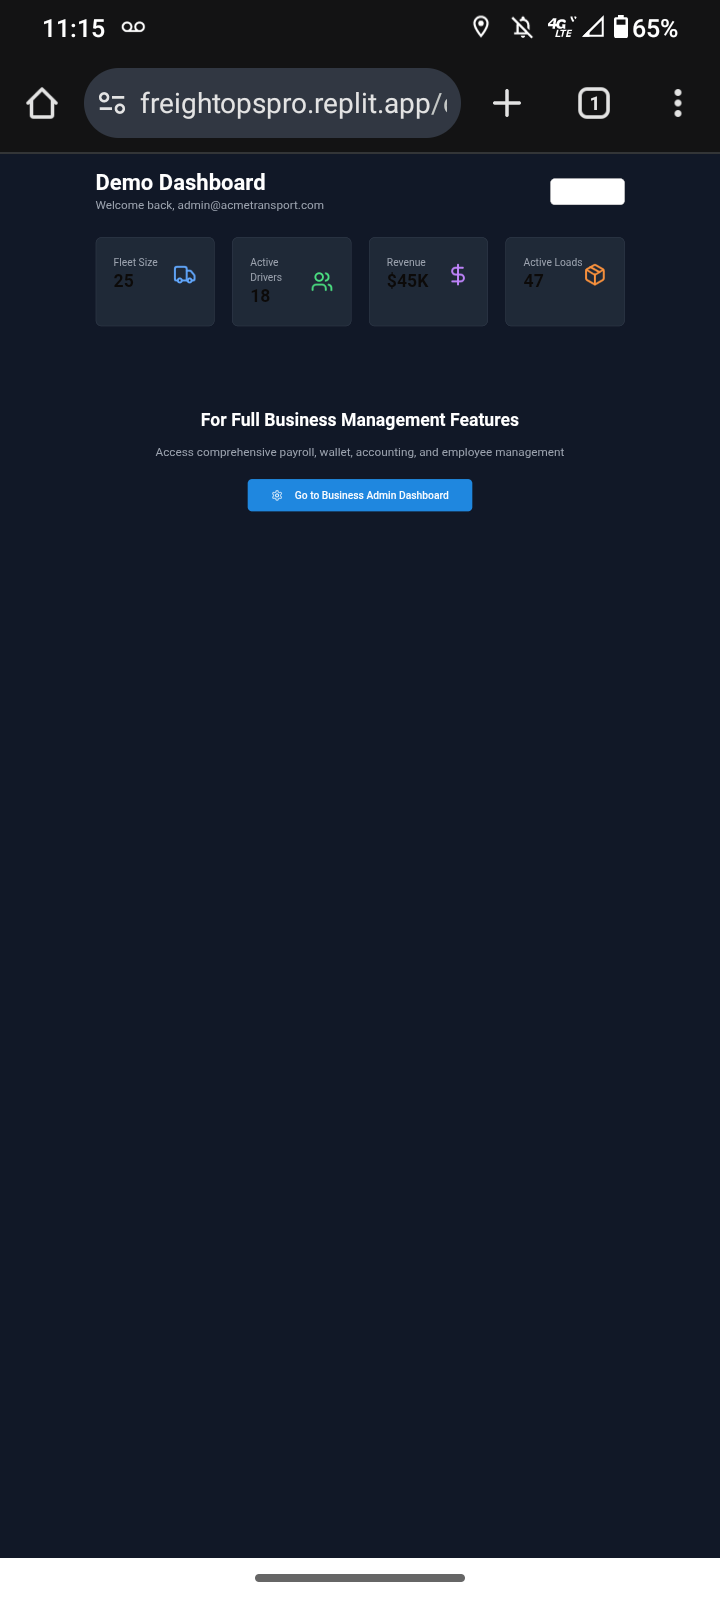 11:15
4G LTE
65%
freightopspro.replit.app/
1
Demo Dashboard
Welcome back, admin@acmetransport.com
Fleet Size
25
Active
Drivers
18
Revenue
$45K
Active Loads
47
For Full Business Management Features
Access comprehensive payroll, wallet, accounting, and employee management
Go to Business Admin Dashboard